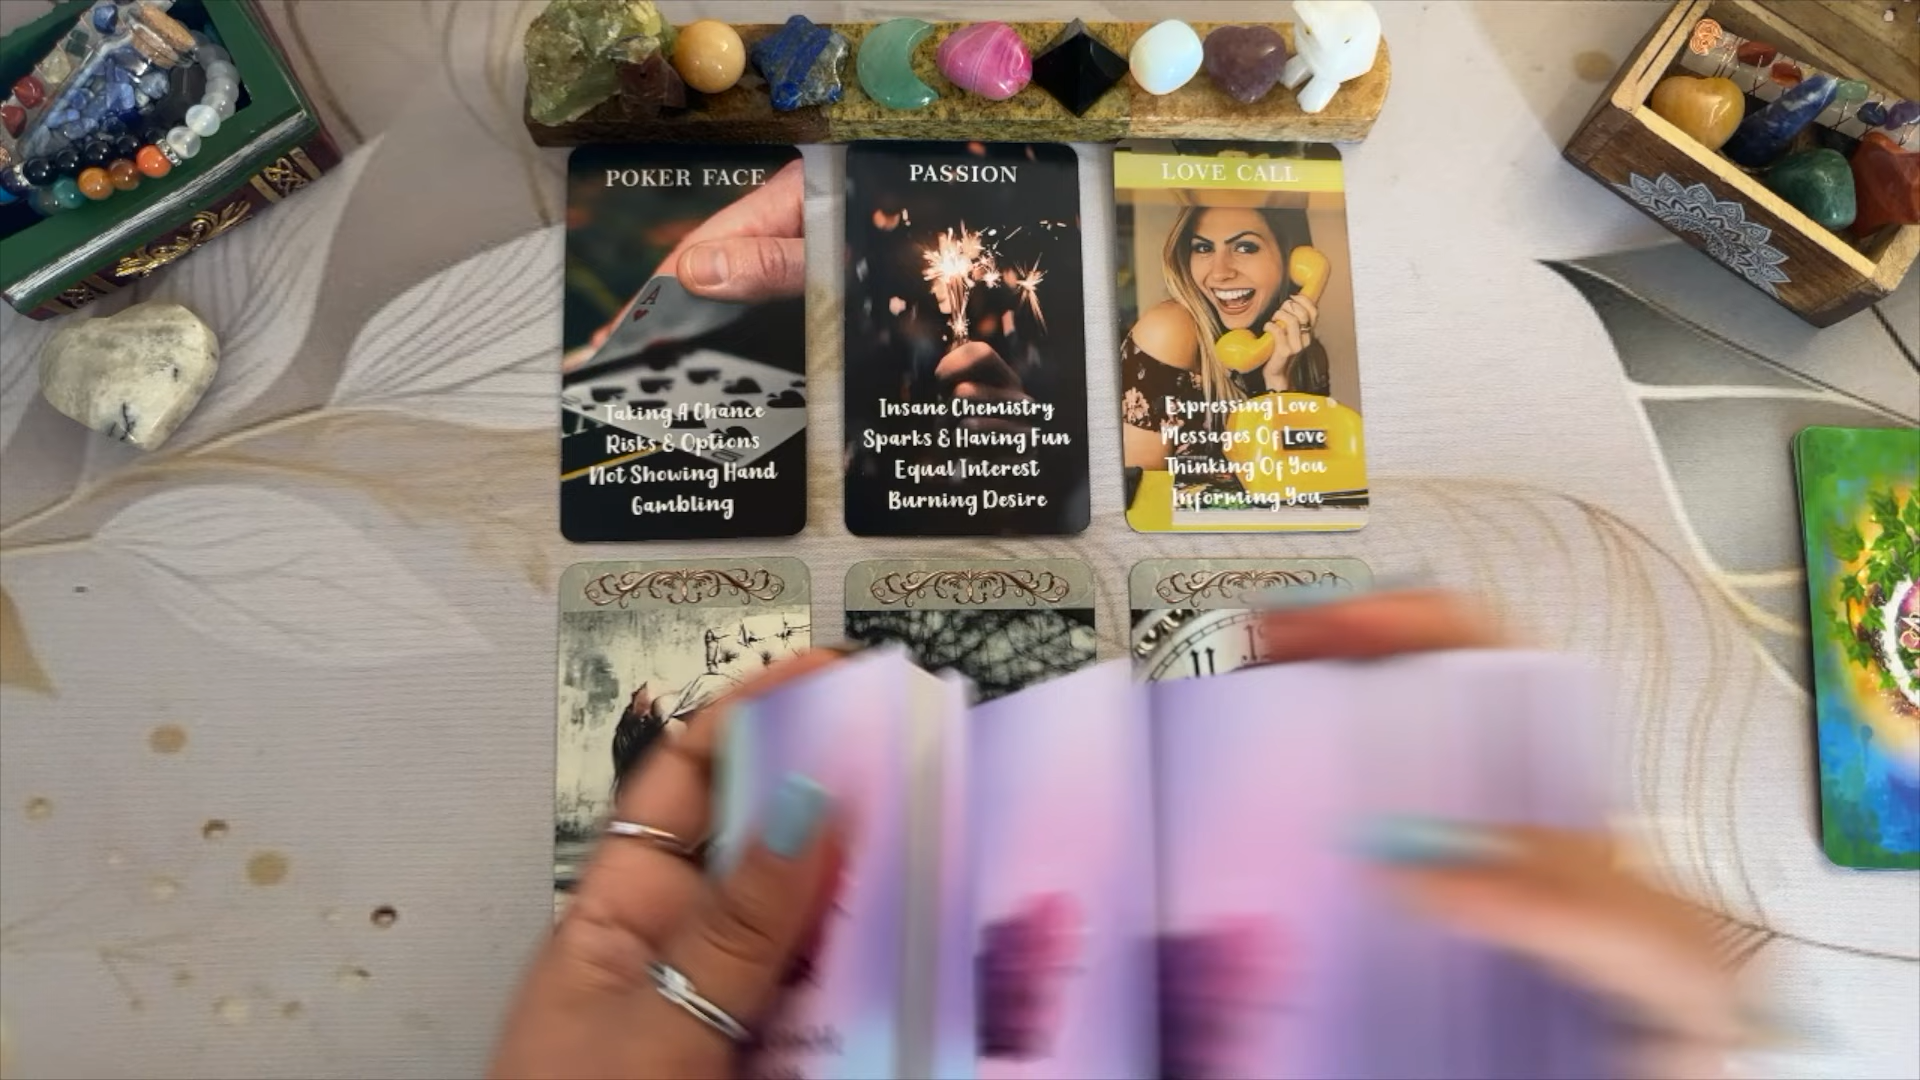 POKER FACE
Taking A Chance
Risks & Options
Not Showing Hand
Gambling
PASSION
Insane Chemistry
Sparks & Having Fun
Equal Interest
Burning Desire
LOVE CALL
Expressing Love
Messages Of Love
Thinking Of You
Informing You
A
11